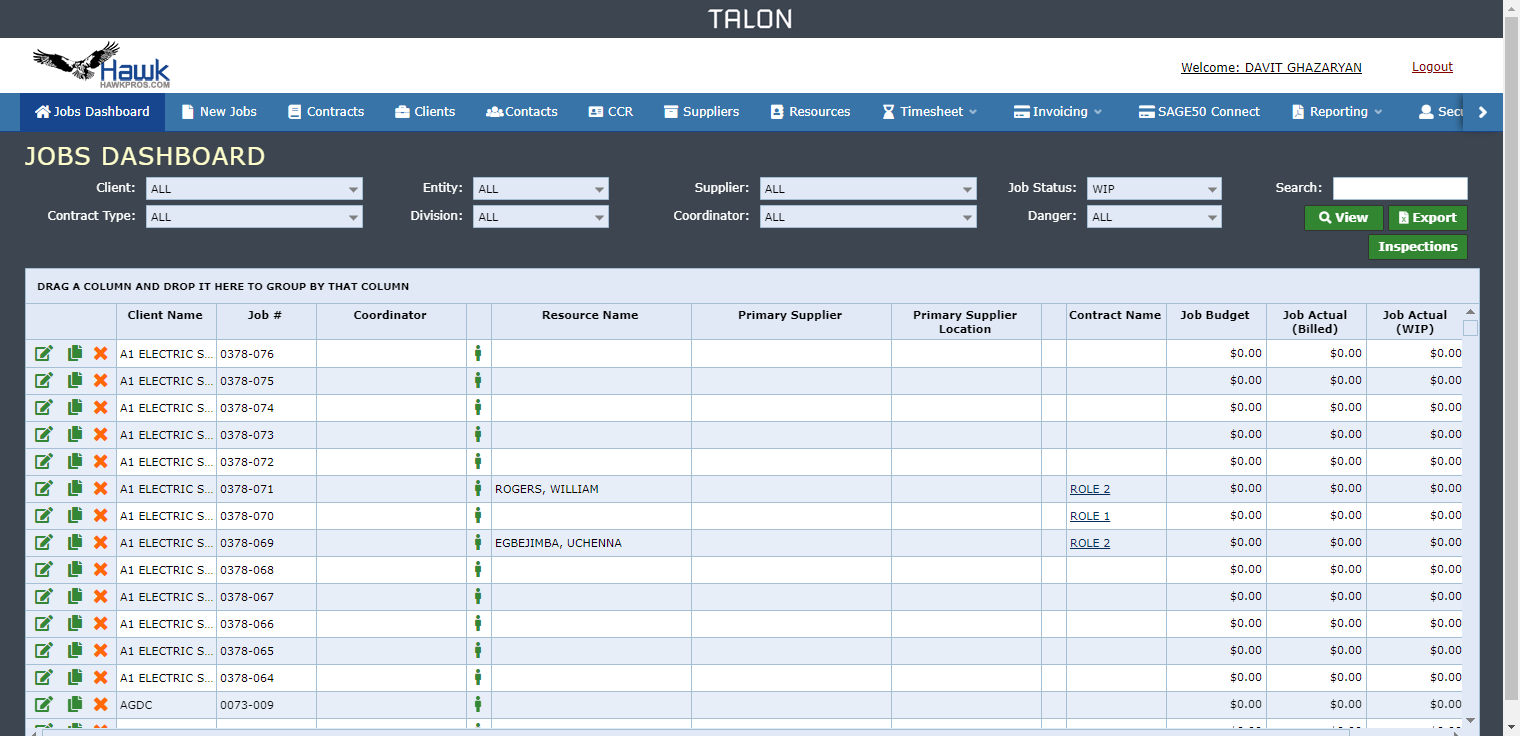 TALON
Hawk
HAWKPROS.COM
Welcome: DAVIT GHAZARYAN Logout
Jobs Dashboard New Jobs Contracts Clients Contacts CCR Suppliers Resources Timesheet Invoicing SAGE50 Connect Reporting Secu
JOBS DASHBOARD
Client: ALL Entity: ALL Supplier: ALL Job Status: WIP Search:
Contract Type: ALL Division: ALL Coordinator: ALL Danger: ALL View Export
Inspections
DRAG A COLUMN AND DROP IT HERE TO GROUP BY THAT COLUMN
Client Name Job # Coordinator Resource Name Primary Supplier Primary Supplier Location Contract Name Job Budget Job Actual (Billed) Job Actual (WIP)
A1 ELECTRIC S... 0378-076 $0.00 $0.00 $0.00
A1 ELECTRIC S... 0378-075 $0.00 $0.00 $0.00
A1 ELECTRIC S... 0378-074 $0.00 $0.00 $0.00
A1 ELECTRIC S... 0378-073 $0.00 $0.00 $0.00
A1 ELECTRIC S... 0378-072 $0.00 $0.00 $0.00
A1 ELECTRIC S... 0378-071 ROGERS, WILLIAM ROLE 2 $0.00 $0.00 $0.00
A1 ELECTRIC S... 0378-070 ROLE 1 $0.00 $0.00 $0.00
A1 ELECTRIC S... 0378-069 EGBEJIMBA, UCHENNA ROLE 2 $0.00 $0.00 $0.00
A1 ELECTRIC S... 0378-068 $0.00 $0.00 $0.00
A1 ELECTRIC S... 0378-067 $0.00 $0.00 $0.00
A1 ELECTRIC S... 0378-066 $0.00 $0.00 $0.00
A1 ELECTRIC S... 0378-065 $0.00 $0.00 $0.00
A1 ELECTRIC S... 0378-064 $0.00 $0.00 $0.00
AGDC 0073-009 $0.00 $0.00 $0.00